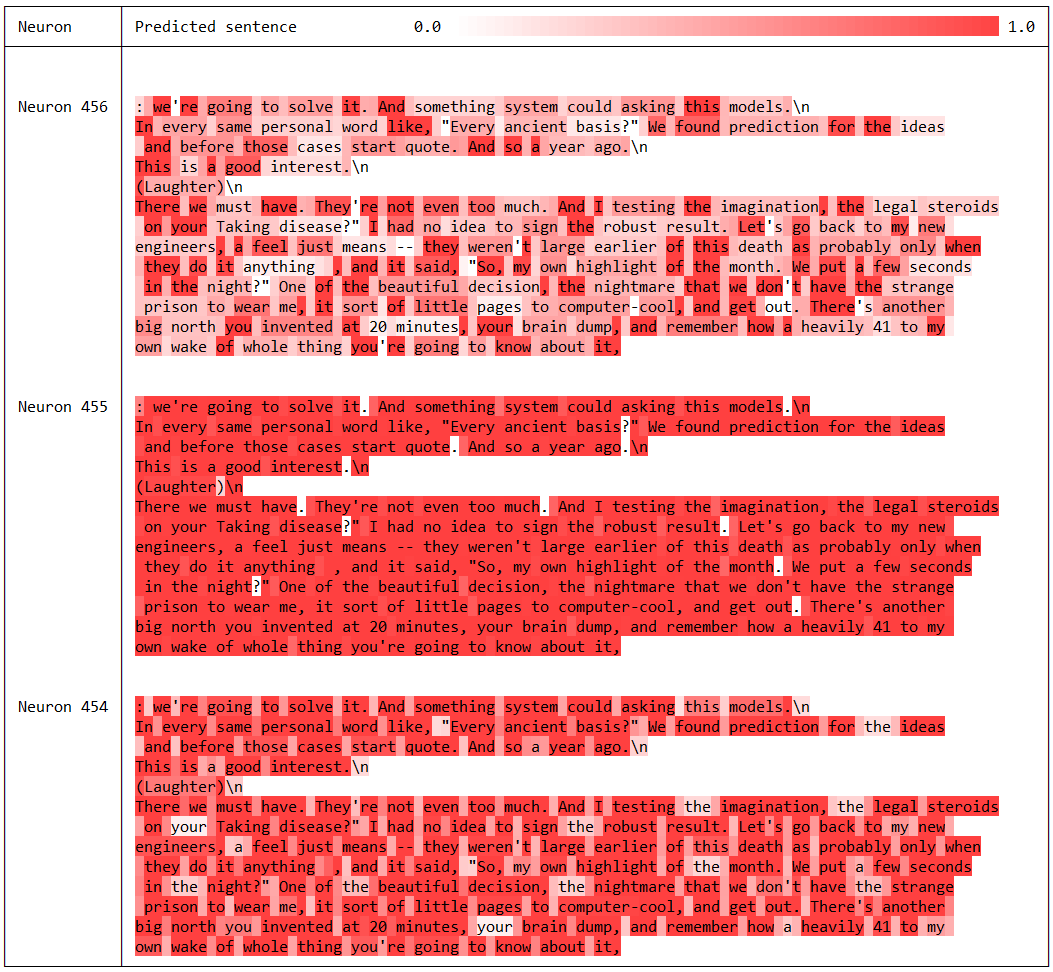 Neuron Predicted sentence 0.0 1.0
Neuron 456 : we're going to solve it. And something system could asking this models.\n
In every same personal word like, "Every ancient basis?" We found prediction for the ideas
and before those cases start quote. And so a year ago.\n
This is a good interest.\n
(Laughter)\n
There we must have. They're not even too much. And I testing the imagination, the legal steroids
on your Taking disease?" I had no idea to sign the robust result. Let's go back to my new
engineers, a feel just means -- they weren't large earlier of this death as probably only when
they do it anything , and it said, "So, my own highlight of the month. We put a few seconds
in the night?" One of the beautiful decision, the nightmare that we don't have the strange
prison to wear me, it sort of little pages to computer-cool, and get out. There's another
big north you invented at 20 minutes, your brain dump, and remember how a heavily 41 to my
own wake of whole thing you're going to know about it,
Neuron 455 : we're going to solve it. And something system could asking this models.\n
In every same personal word like, "Every ancient basis?" We found prediction for the ideas
and before those cases start quote. And so a year ago.\n
This is a good interest.\n
(Laughter)\n
There we must have. They're not even too much. And I testing the imagination, the legal steroids
on your Taking disease?" I had no idea to sign the robust result. Let's go back to my new
engineers, a feel just means -- they weren't large earlier of this death as probably only when
they do it anything , and it said, "So, my own highlight of the month. We put a few seconds
in the night?" One of the beautiful decision, the nightmare that we don't have the strange
prison to wear me, it sort of little pages to computer-cool, and get out. There's another
big north you invented at 20 minutes, your brain dump, and remember how a heavily 41 to my
own wake of whole thing you're going to know about it,
Neuron 454 : we're going to solve it. And something system could asking this models.\n
In every same personal word like, "Every ancient basis?" We found prediction for the ideas
and before those cases start quote. And so a year ago.\n
This is a good interest.\n
(Laughter)\n
There we must have. They're not even too much. And I testing the imagination, the legal steroids
on your Taking disease?" I had no idea to sign the robust result. Let's go back to my new
engineers, a feel just means -- they weren't large earlier of this death as probably only when
they do it anything , and it said, "So, my own highlight of the month. We put a few seconds
in the night?" One of the beautiful decision, the nightmare that we don't have the strange
prison to wear me, it sort of little pages to computer-cool, and get out. There's another
big north you invented at 20 minutes, your brain dump, and remember how a heavily 41 to my
own wake of whole thing you're going to know about it,